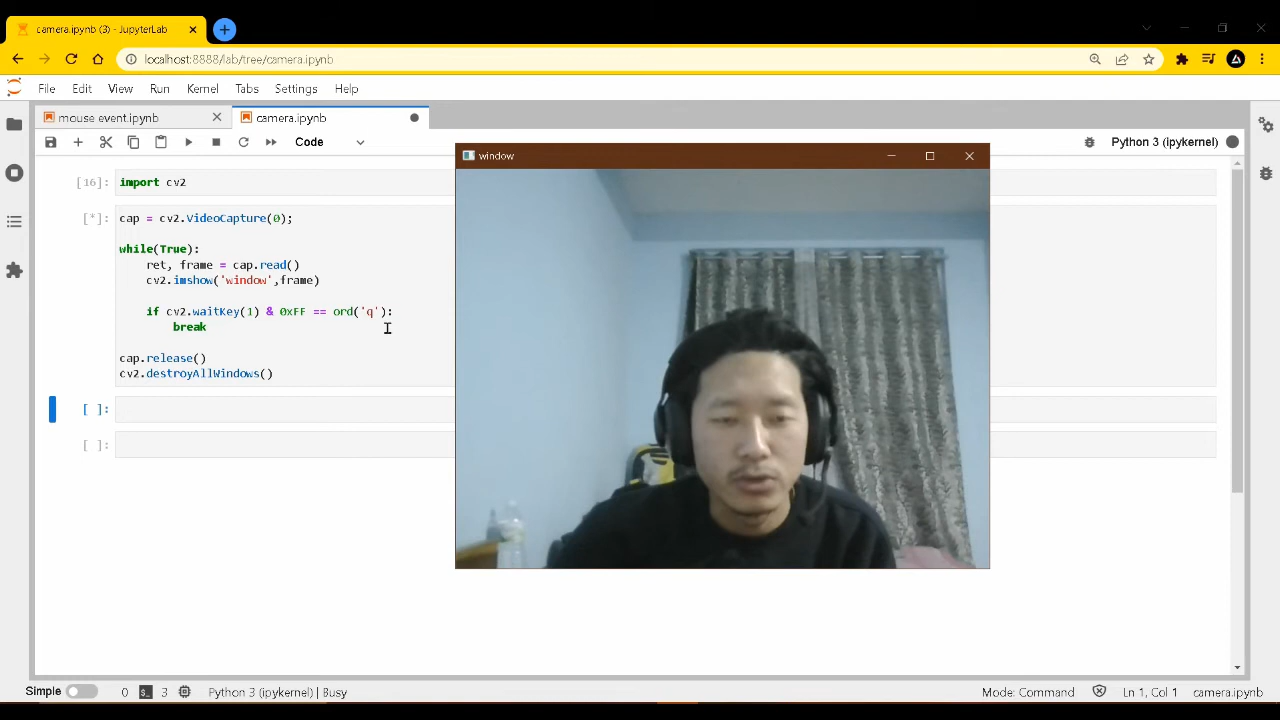 camera.ipynb (3) - JupyterLab
localhost:8888/lab/tree/camera.ipynb
File Edit View Run Kernel Tabs Settings Help
mouse event.ipynb
camera.ipynb
Code
Python 3 (ipykernel)
window
[16]: import cv2
[*]: cap = cv2.VideoCapture(0);
while(True):
ret, frame = cap.read()
cv2.imshow('window',frame)
if cv2.waitKey(1) & 0xFF == ord('q'):
break
cap.release()
cv2.destroyAllWindows()
[ ]:
[ ]:
Simple 0 3 Python 3 (ipykernel) | Busy Mode: Command Ln 1, Col 1 camera.ipynb